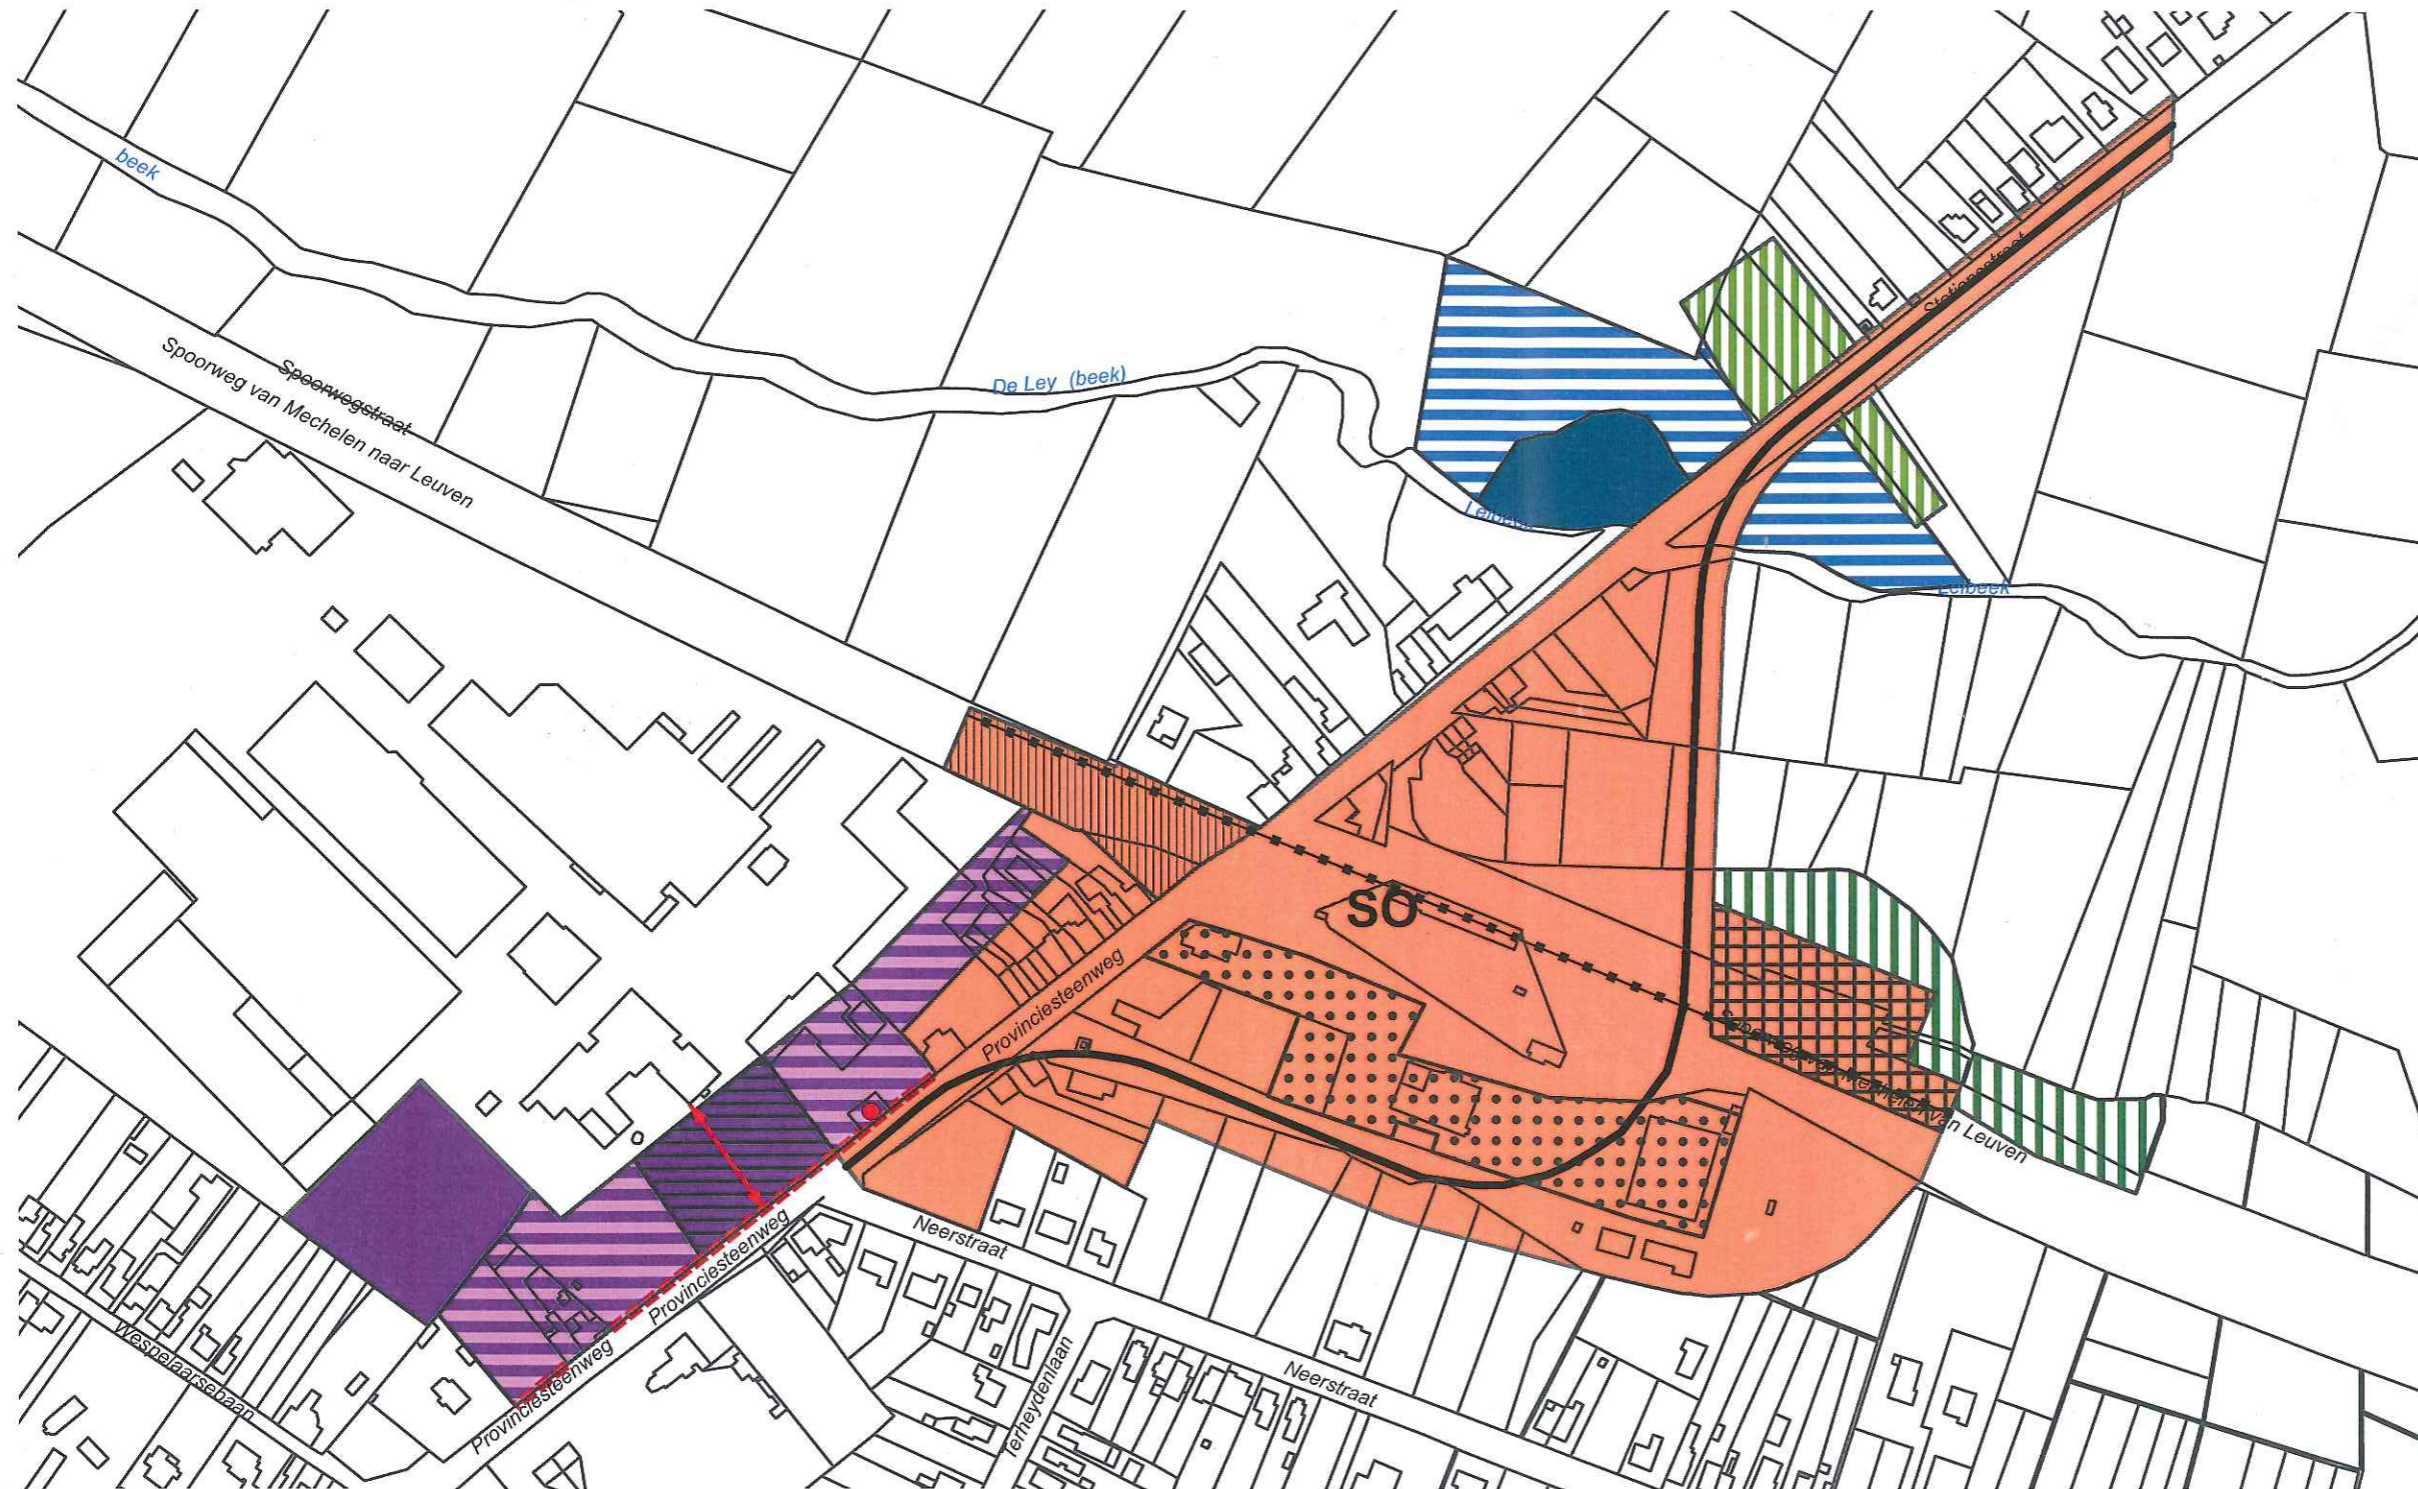 beek
Stationsstraat
Spoorwegstraat
Spoorweg van Mechelen naar Leuven
De Ley (beek)
Leibeek
Leibeek
so
Provinciesteenweg
Leuven
Provinciesteenweg
Neerstraat
Provinciesteenweg
Wespelaarsebaan
Terheydenlaan
Neerstraat